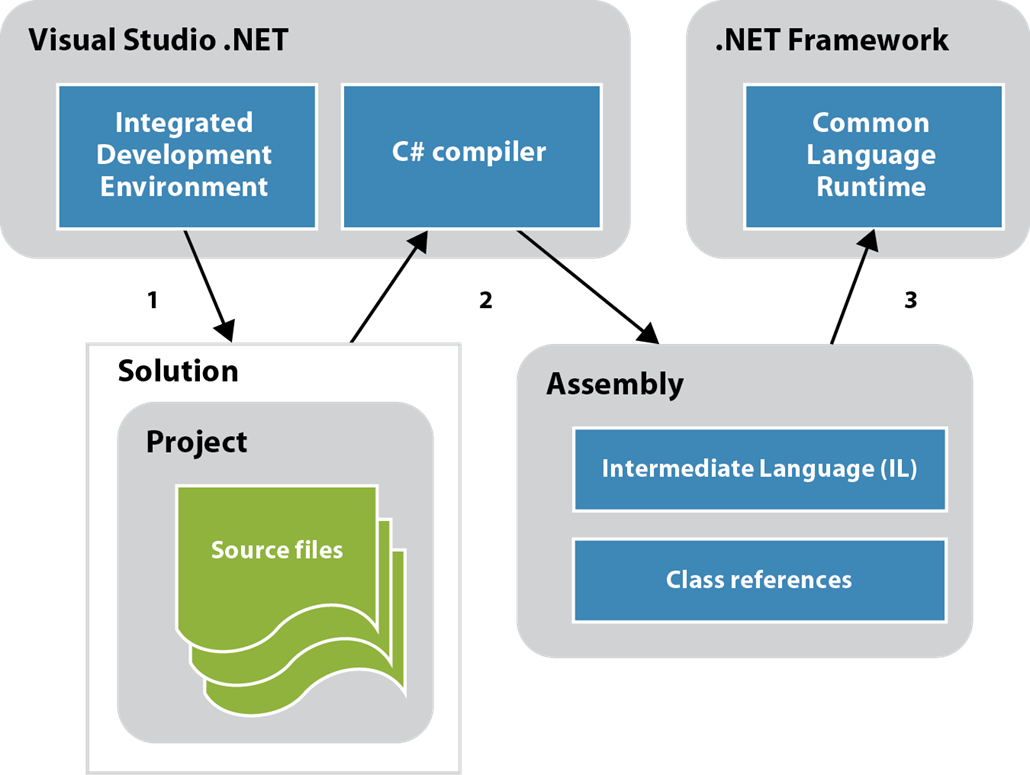 Visual Studio .NET
Integrated
Development
Environment
C# compiler
.NET Framework
Common
Language
Runtime
1
2
3
Solution
Project
Source files
Assembly
Intermediate Language (IL)
Class references